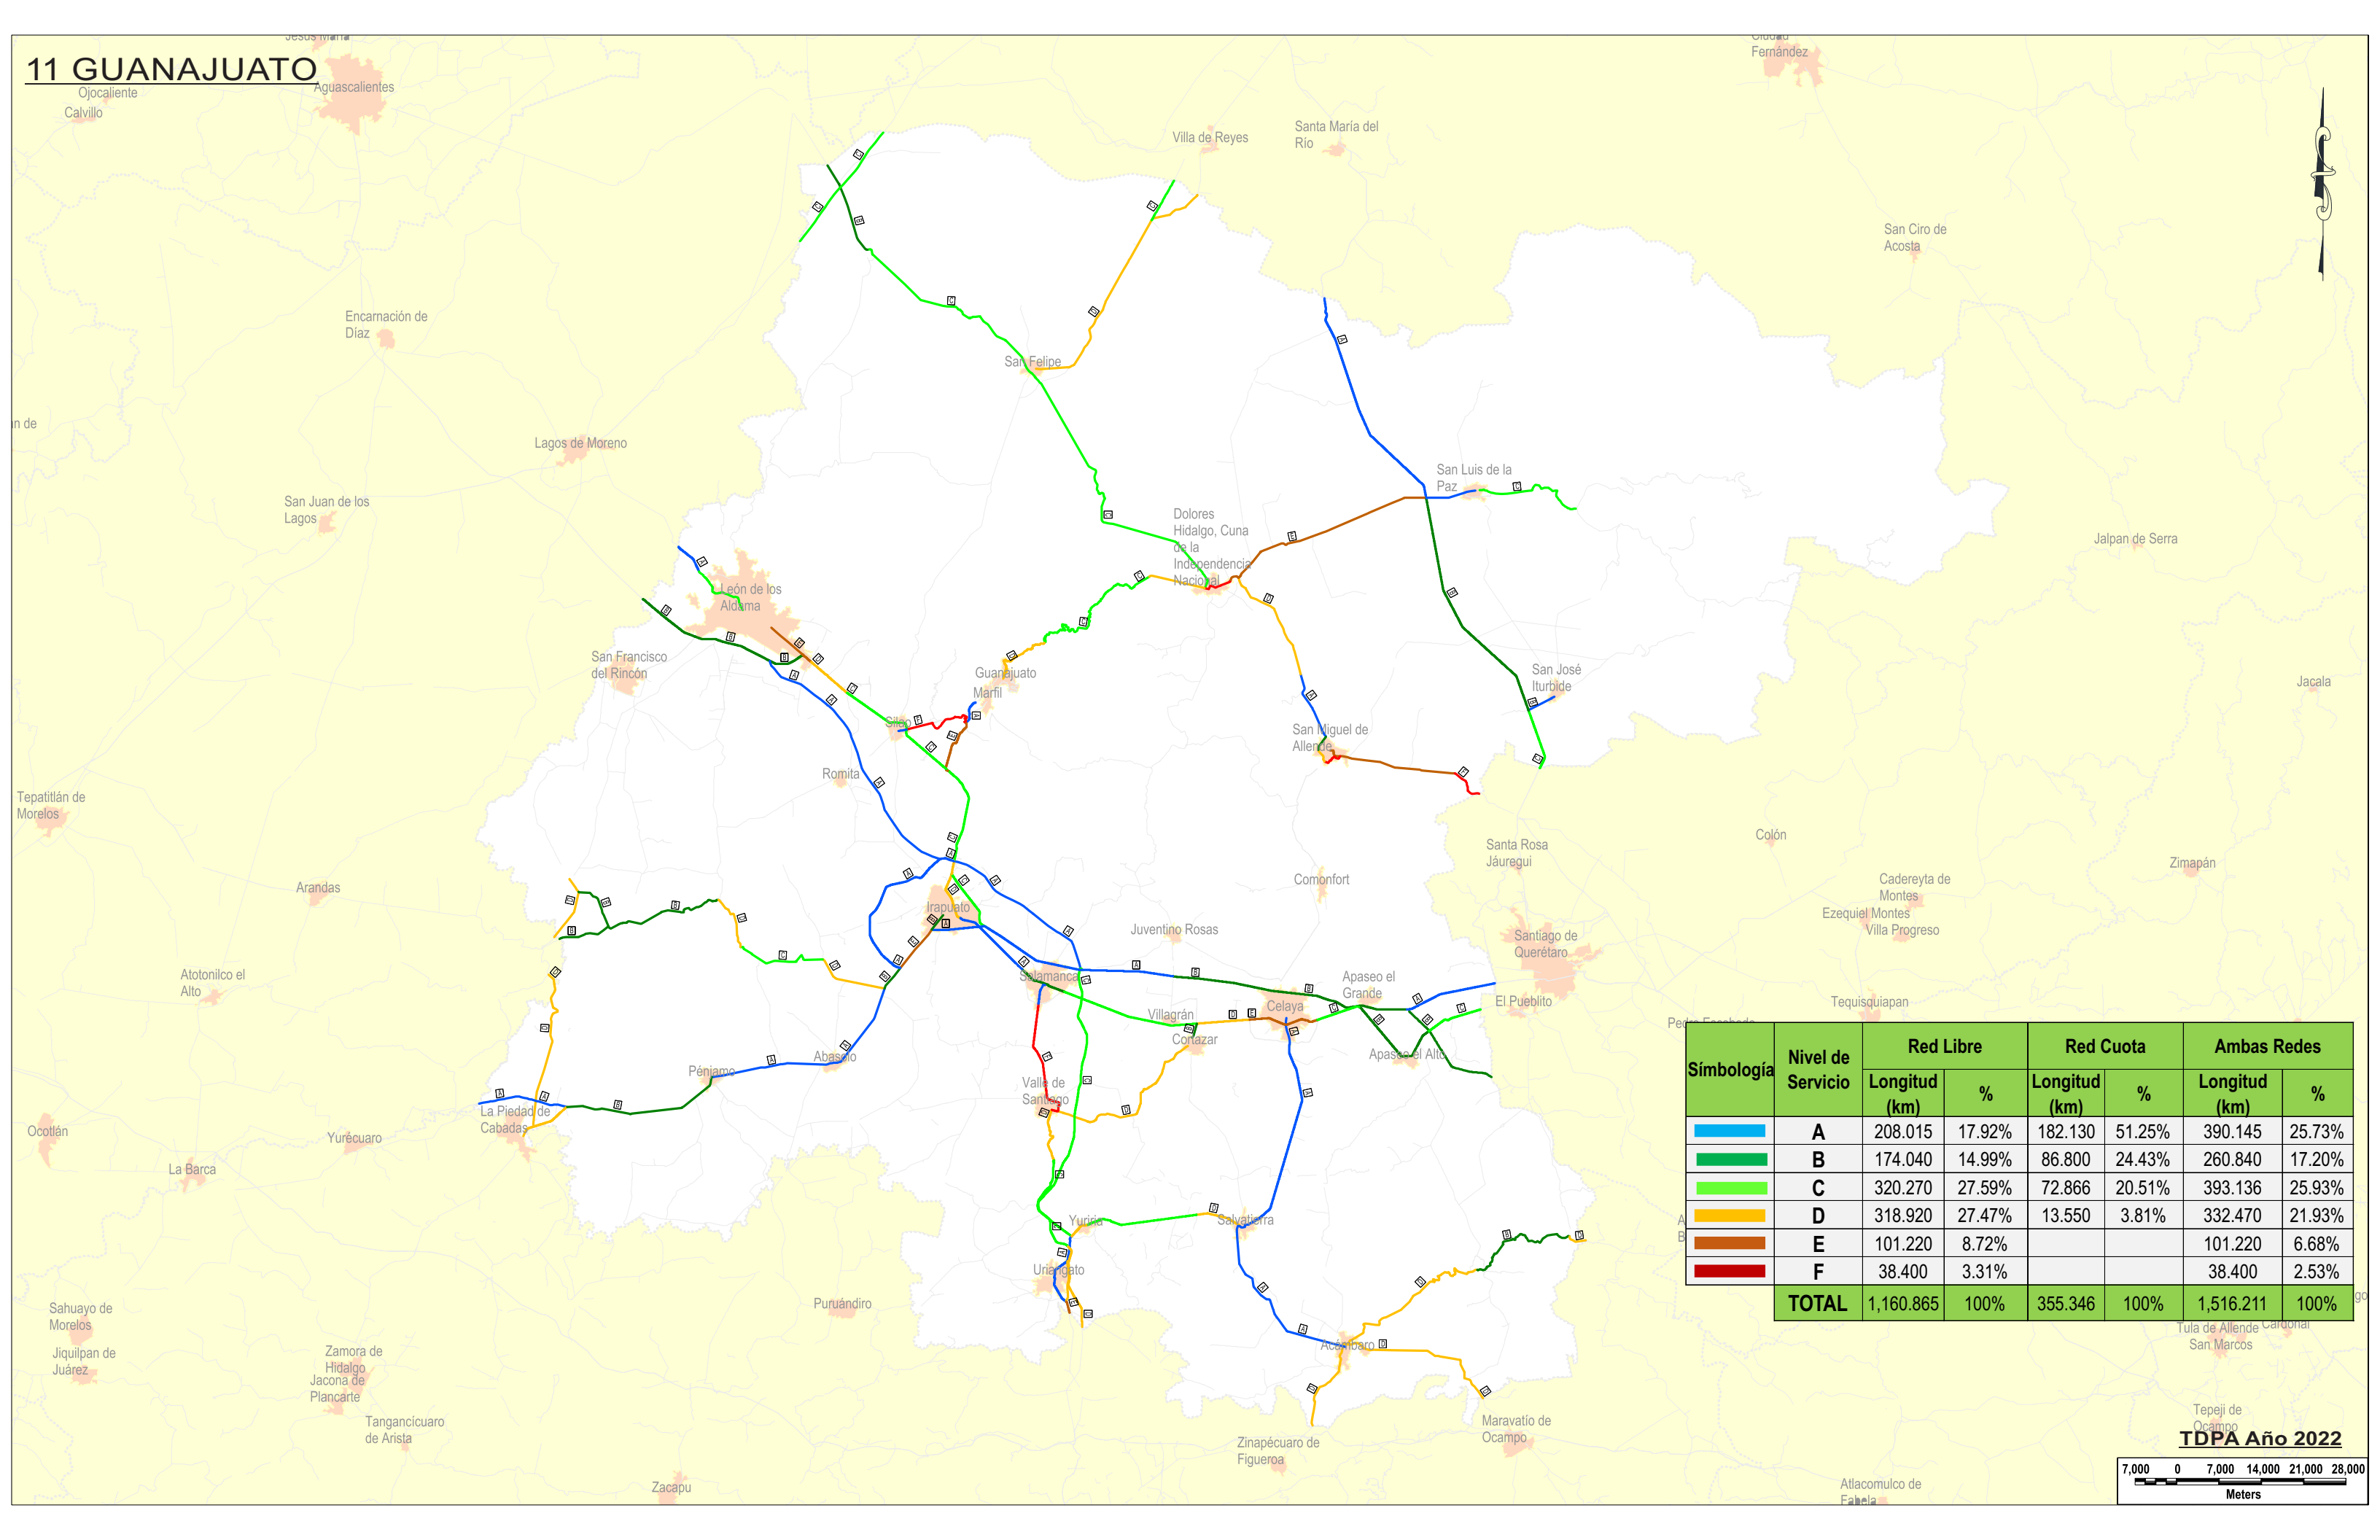 11 GUANAJUATO
Aguascalientes
Ojocaliente
Calvillo
Fernández
Villa de Reyes
Santa María del
Río
San Ciro de
Acosta
Encarnación de
Díaz
San Felipe
Lagos de Moreno
San Luis de la
Paz
San Juan de los
Lagos
Dolores
Hidalgo, Cuna
de la
Independencia
Nacional
Jalpan de Serra
León de los
Aldama
San Francisco
del Rincón
Guanajuato
Marfil
San José
Iturbide
Jacala
Silao
San Miguel de
Allende
Romita
Tepatitlán de
Morelos
Colón
Santa Rosa
Jáuregui
Zimapán
Arandas
Comonfort
Cadereyta de
Montes
Ezequiel Montes
Villa Progreso
Irapuato
Juventino Rosas
Santiago de
Querétaro
Atotonilco el
Alto
Salamanca
Apaseo el
Grande
El Pueblito
Tequisquiapan
Celaya
Villagrán
Cortazar
Apaseo el Alto
Abasolo
Pénjamo
Valle de
Santiago
La Piedad de
Cabadas
Ocotlán
Yurécuaro
La Barca
Yuriria
Salvatierra
Uriangato
Puruándiro
Sahuayo de
Morelos
Acámbaro
Jiquilpan de
Juárez
Zamora de
Hidalgo
Jacona de
Plancarte
Tangancícuaro
de Arista
Zinapécuaro de
Figueroa
Maravatío de
Ocampo
Zacapu
Atlacomulco de
Fabela
Tula de Allende
San Marcos
Cardonal
Tepeji de
Ocampo
Símbología Nivel de Servicio Red Libre Red Cuota Ambas Redes
Longitud (km) % Longitud (km) % Longitud (km) %
A 208.015 17.92% 182.130 51.25% 390.145 25.73%
B 174.040 14.99% 86.800 24.43% 260.840 17.20%
C 320.270 27.59% 72.866 20.51% 393.136 25.93%
D 318.920 27.47% 13.550 3.81% 332.470 21.93%
E 101.220 8.72% 101.220 6.68%
F 38.400 3.31% 38.400 2.53%
TOTAL 1,160.865 100% 355.346 100% 1,516.211 100%
TDPA Año 2022
7,000 0 7,000 14,000 21,000 28,000
Meters